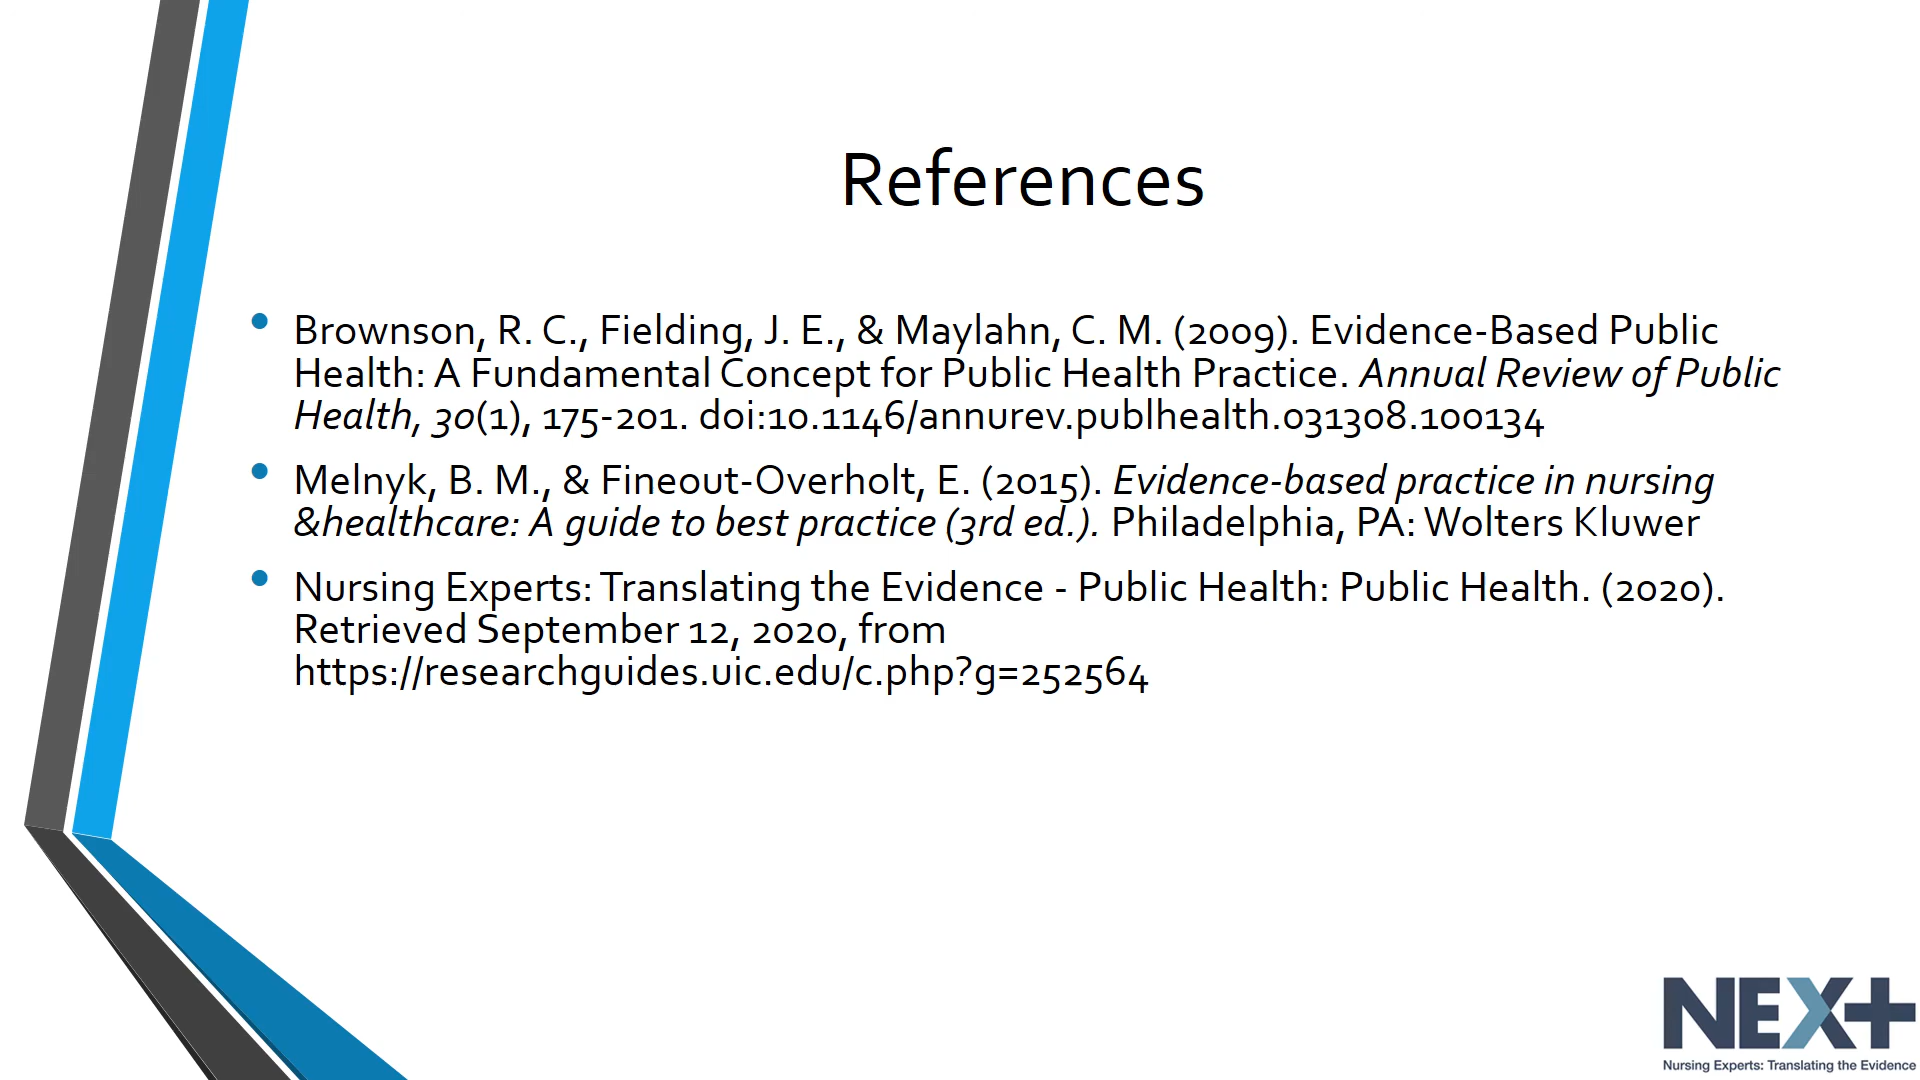 References
• Brownson, R. C., Fielding, J. E., & Maylahn, C. M. (2009). Evidence-Based Public
Health: A Fundamental Concept for Public Health Practice. Annual Review of Public
Health, 30(1), 175-201. doi:10.1146/annurev.publhealth.031308.100134
• Melnyk, B. M., & Fineout-Overholt, E. (2015). Evidence-based practice in nursing
&healthcare: A guide to best practice (3rd ed.). Philadelphia, PA: Wolters Kluwer
• Nursing Experts: Translating the Evidence - Public Health: Public Health. (2020).
Retrieved September 12, 2020, from
https://researchguides.uic.edu/c.php?g=252564
NEX+
Nursing Experts: Translating the Evidence